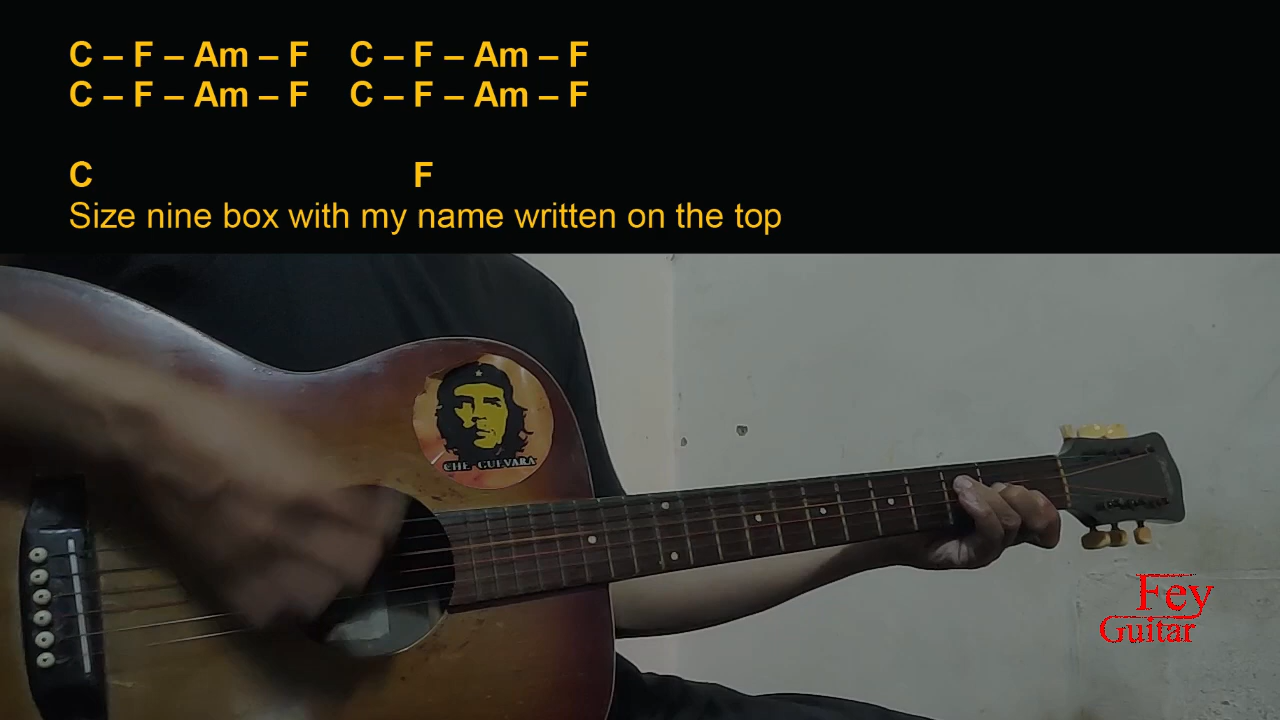 C – F – Am – F    C – F – Am – F
C – F – Am – F    C – F – Am – F
C                                F
Size nine box with my name written on the top
CHE GUEVARA
Fey
Guitar